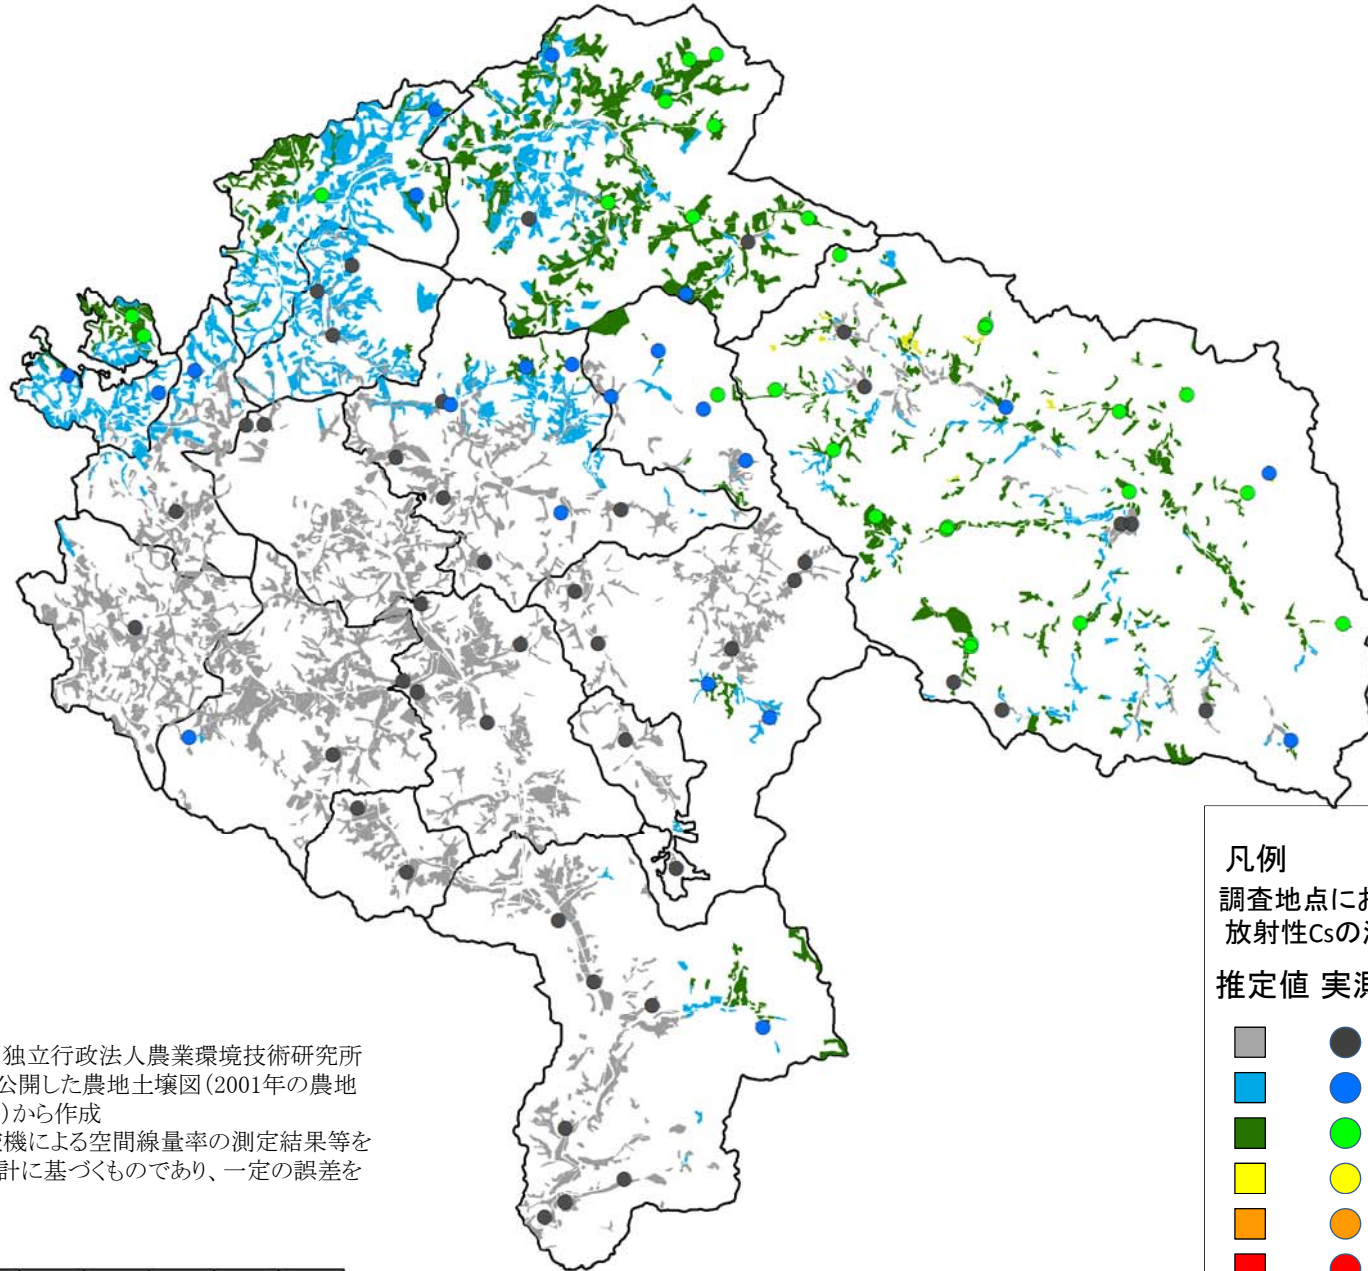 凡例
調査地点にお
放射性Csの
推定値 実測
独立行政法人農業環境技術研究所
公開した農地土壌図(2001年の農地
)から作成
機による空間線量率の測定結果等を
計に基づくものであり、一定の誤差を